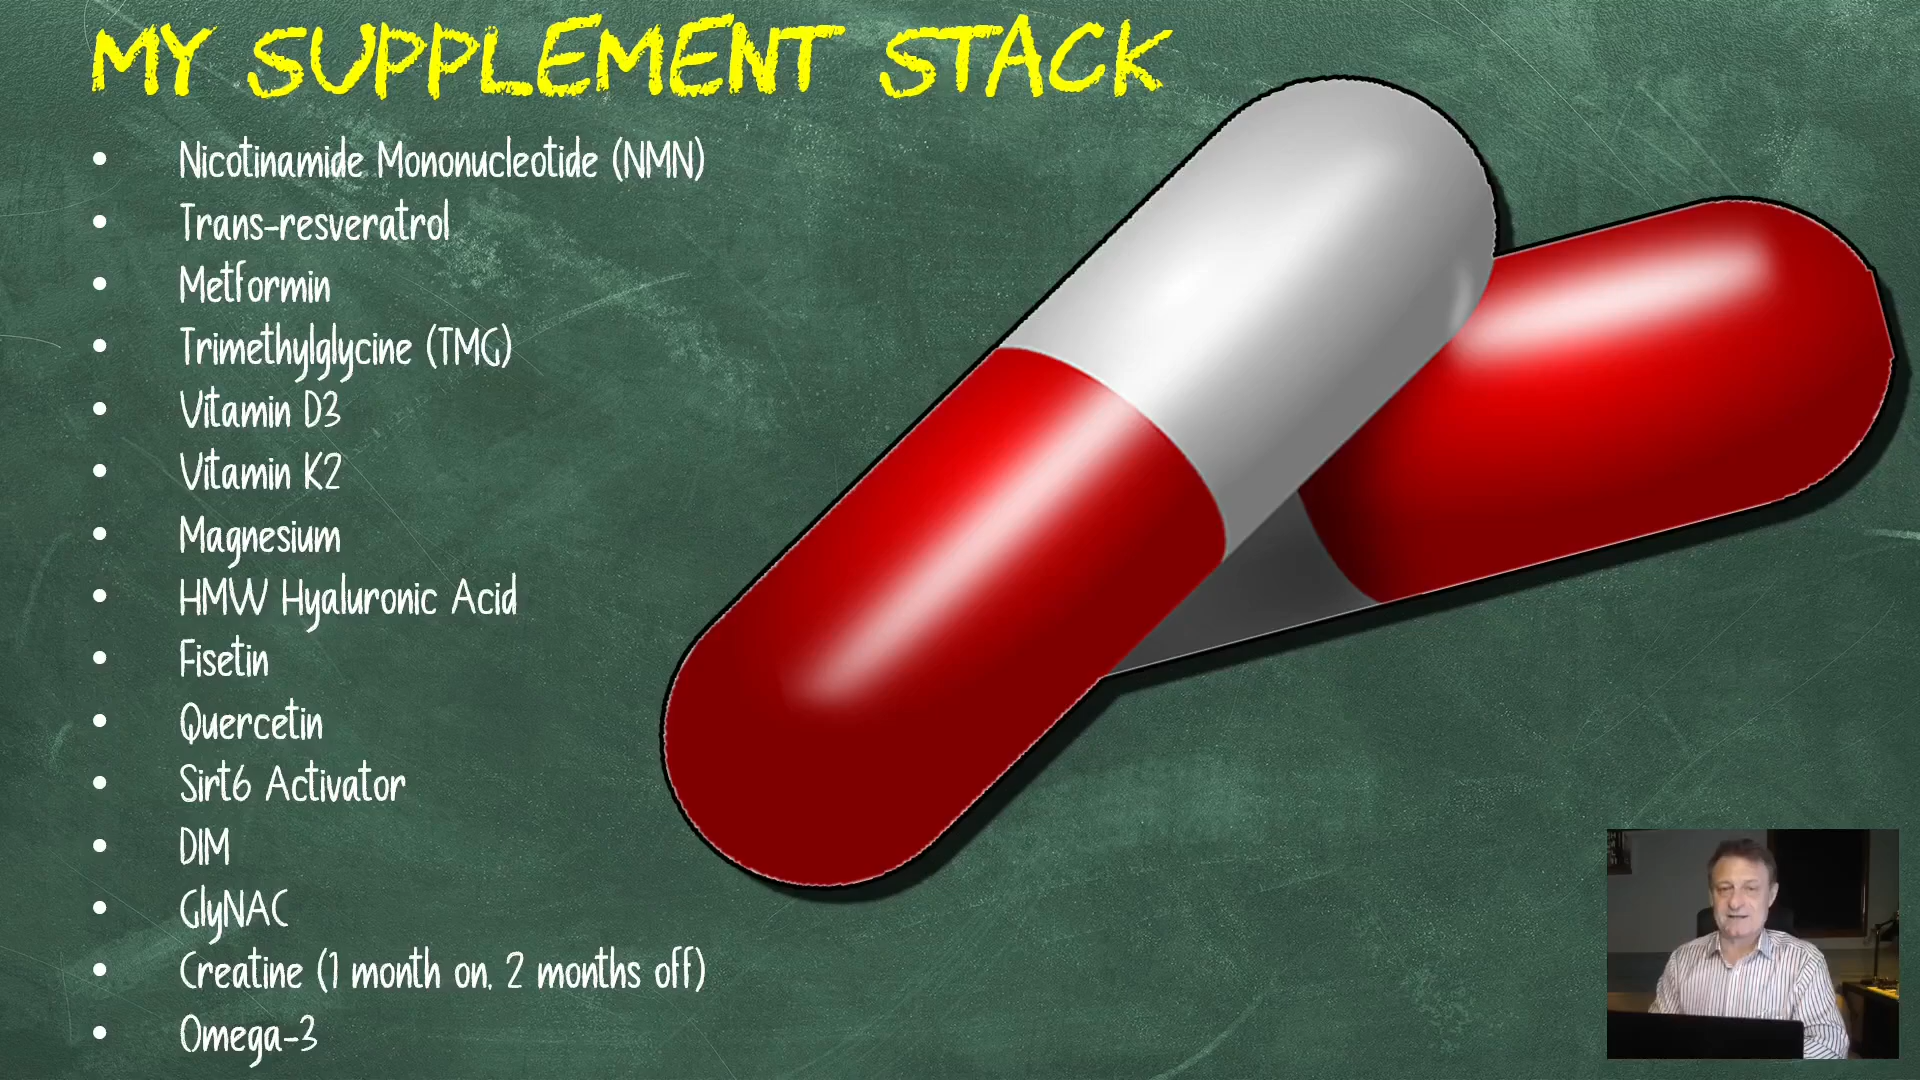 MY SUPPLEMENT STACK
• Nicotinamide Mononucleotide (NMN)
• Trans-resveratrol
• Metformin
• Trimethylglycine (TMG)
• Vitamin D3
• Vitamin K2
• Magnesium
• HMW Hyaluronic Acid
• Fisetin
• Quercetin
• Sirt6 Activator
• DIM
• GlyNAC
• Creatine (1 month on, 2 months off)
• Omega-3